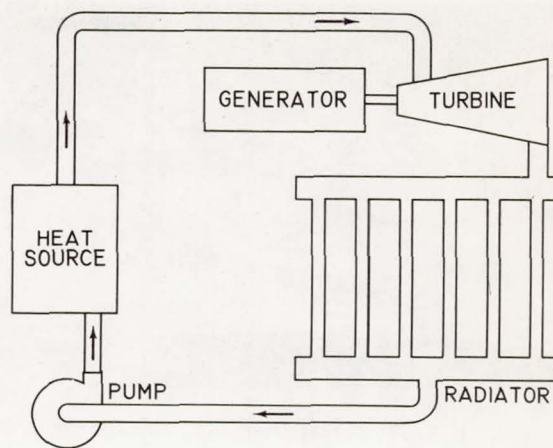 GENERATOR
TURBINE
HEAT
SOURCE
PUMP
RADIATOR